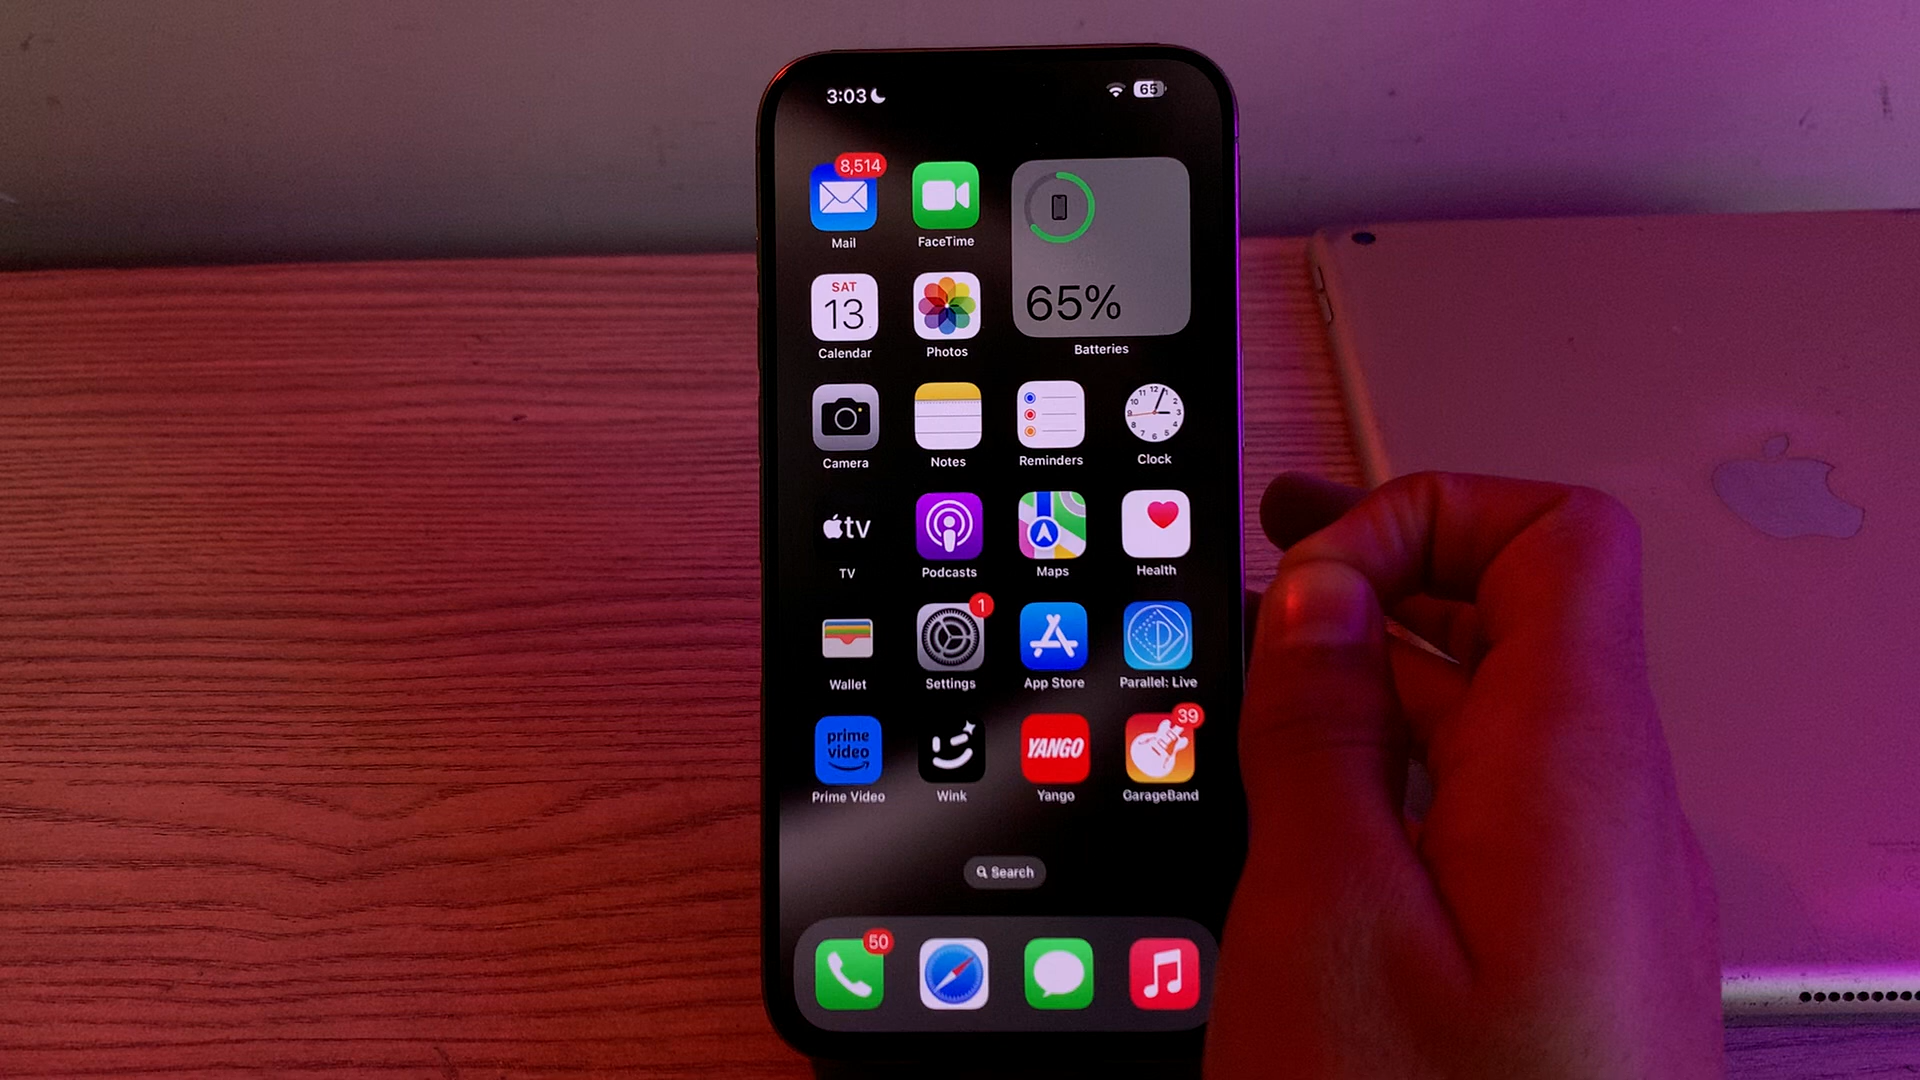 3:03
65
8,514
Mail
FaceTime
65%
Batteries
SAT
13
Calendar
Photos
Camera
Notes
Reminders
Clock
tv
TV
Podcasts
Maps
Health
1
Wallet
Settings
App Store
Parallel: Live
prime
video
YANGO
39
Prime Video
Wink
Yango
GarageBand
Search
50